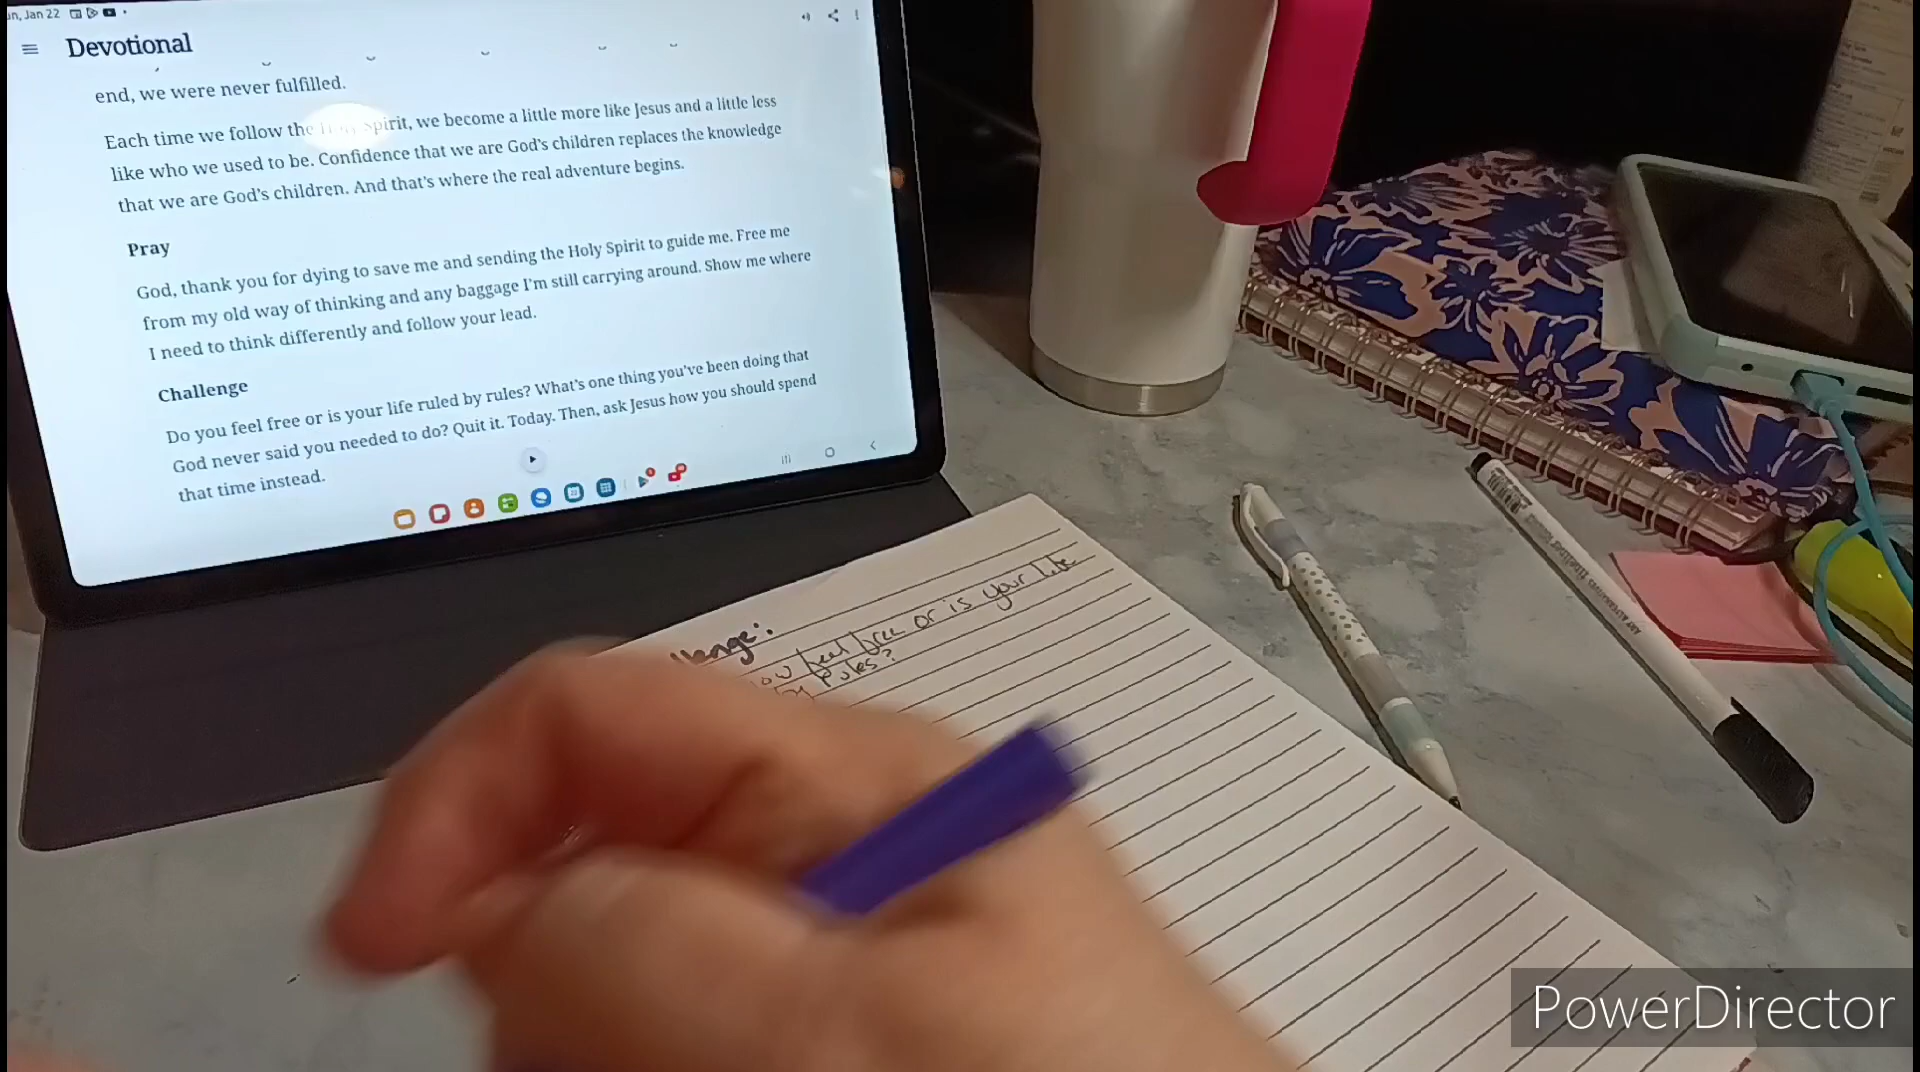 un, Jan 22
Devotional
end, we were never fulfilled.
Each time we follow the Holy Spirit, we become a little more like Jesus and a little less
like who we used to be. Confidence that we are God's children replaces the knowledge
that we are God's children. And that's where the real adventure begins.
Pray
God, thank you for dying to save me and sending the Holy Spirit to guide me. Free me
from my old way of thinking and any baggage I'm still carrying around. Show me where
I need to think differently and follow your lead.
Challenge
Do you feel free or is your life ruled by rules? What's one thing you've been doing that
God never said you needed to do? Quit it. Today. Then, ask Jesus how you should spend
that time instead.
llenge:
you feel free or is your life
by rules?
PowerDirector